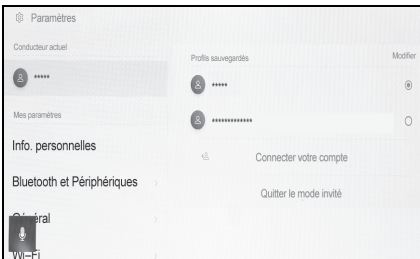 Paramètres
Conducteur actuel
*****
Mes paramètres
Info. personnelles
Bluetooth et Périphériques
Général
Wi-Fi
Profils sauvegardés
Modifier
*****
*************
Connecter votre compte
Quitter le mode invité